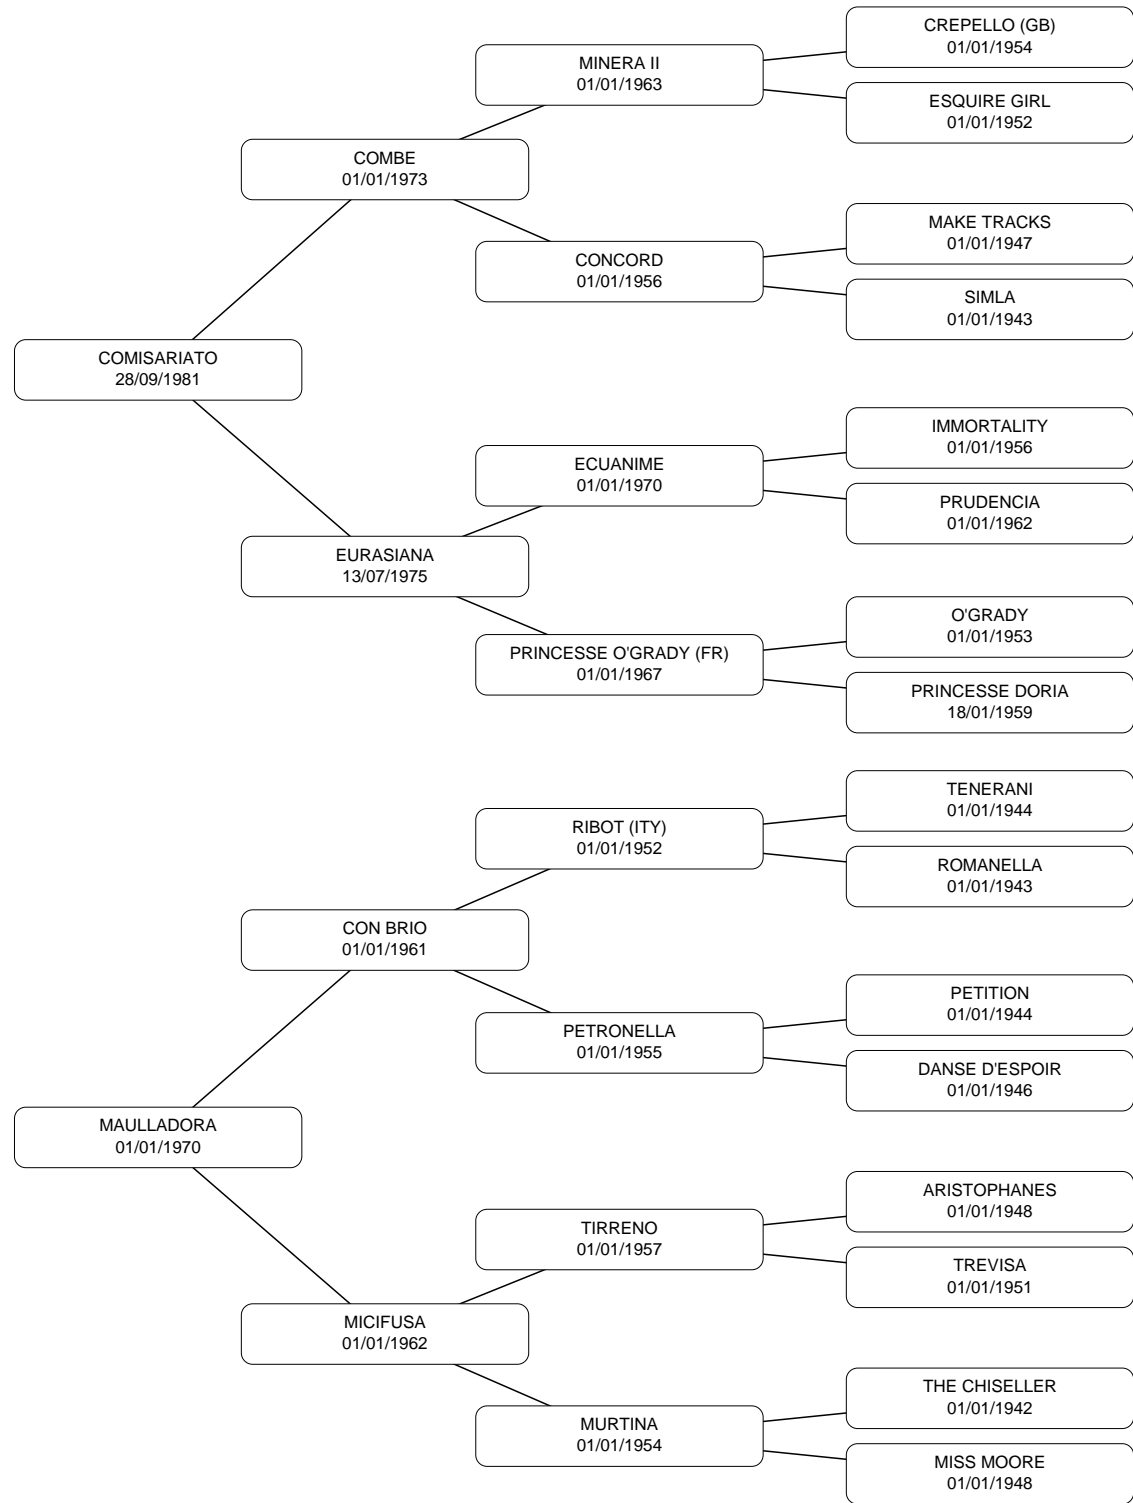 CREPELLO (GB)
01/01/1954
MINERA II
01/01/1963
ESQUIRE GIRL
01/01/1952
COMBE
01/01/1973
MAKE TRACKS
01/01/1947
CONCORD
01/01/1956
SIMLA
01/01/1943
COMISARIATO
28/09/1981
IMMORTALITY
01/01/1956
ECUANIME
01/01/1970
PRUDENCIA
01/01/1962
EURASIANA
13/07/1975
O'GRADY
01/01/1953
PRINCESSE O'GRADY (FR)
01/01/1967
PRINCESSE DORIA
18/01/1959
TENERANI
01/01/1944
RIBOT (ITY)
01/01/1952
ROMANELLA
01/01/1943
CON BRIO
01/01/1961
PETITION
01/01/1944
PETRONELLA
01/01/1955
DANSE D'ESPOIR
01/01/1946
MAULLADORA
01/01/1970
ARISTOPHANES
01/01/1948
TIRRENO
01/01/1957
TREVISA
01/01/1951
MICIFUSA
01/01/1962
THE CHISELLER
01/01/1942
MURTINA
01/01/1954
MISS MOORE
01/01/1948